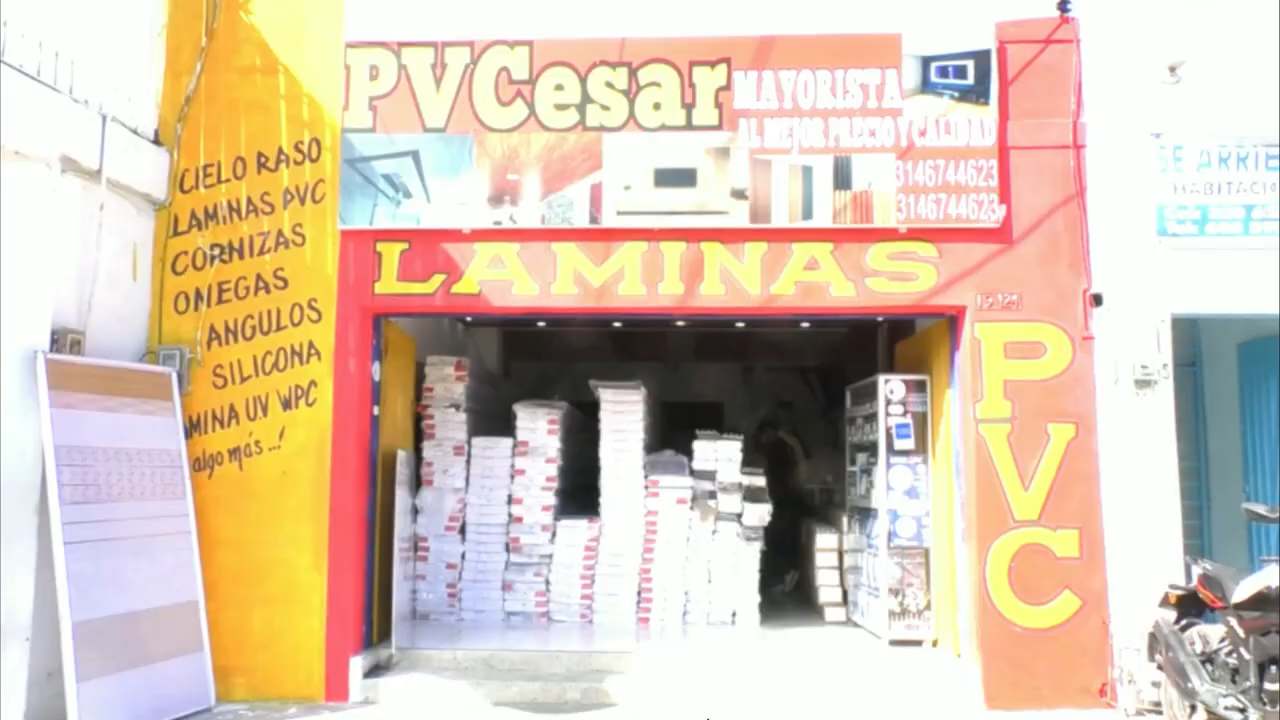 CIELO RASO
LAMINAS PVC
CORNIZAS
OMEGAS
ANGULOS
SILICONA
MINA UV WPC
algo más...!
PVCesar
MAYORISTA
AL MEJOR PRECIO Y CALIDAD
3146744623
3146744623
LAMINAS
PVC
SE ARRIE
HABITACIO